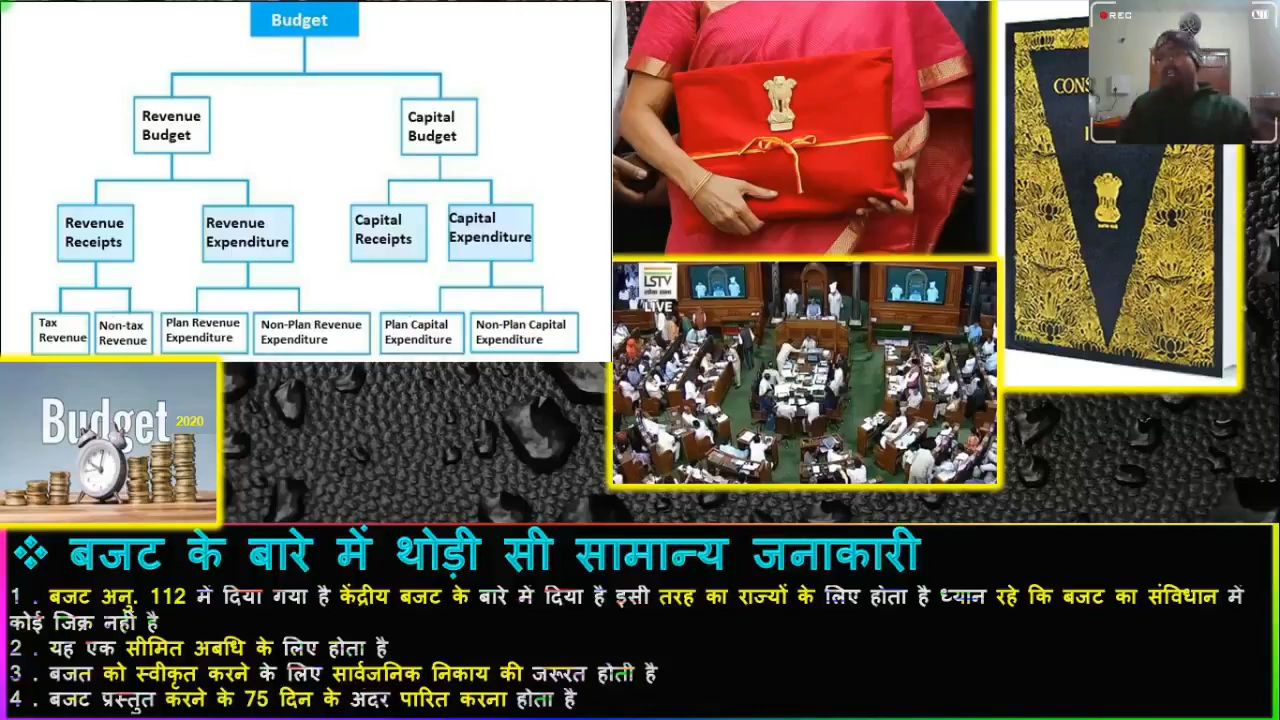 Budget
Revenue
Budget
Capital
Budget
Revenue
Receipts
Revenue
Expenditure
Capital
Receipts
Capital
Expenditure
Tax
Revenue
Non-tax
Revenue
Plan Revenue
Expenditure
Non-Plan Revenue
Expenditure
Plan Capital
Expenditure
Non-Plan Capital
Expenditure
REC
CONS
LSTV
LIVE
Budget 2020
❖ बजट के बारे में थोड़ी सी सामान्य जनाकारी
1 . बजट अनु. 112 में दिया गया है केंद्रीय बजट के बारे में दिया है इसी तरह का राज्यों के लिए होता है ध्यान रहे कि बजट का संविधान में
कोई जिक्र नहीं है
2 . यह एक सीमित अबधि के लिए होता है
3 . बजत को स्वीकृत करने के लिए सार्वजनिक निकाय की जरूरत होती है
4 . बजट प्रस्तुत करने के 75 दिन के अंदर पारित करना होता है